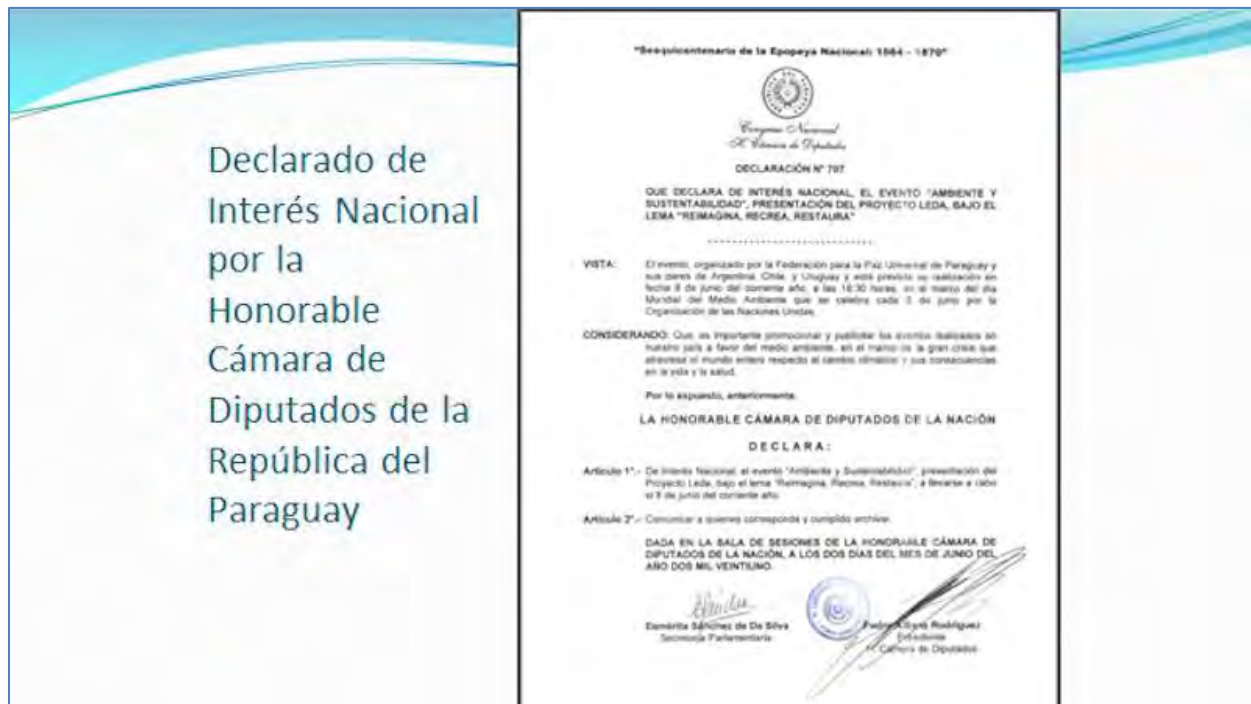 Declarado de
Interés Nacional
por la
Honorable
Cámara de
Diputados de la
República del
Paraguay
"Sesquicentenario de la Epopeya Nacional: 1864 - 1870"
Congreso Nacional
H. Cámara de Diputados
DECLARACIÓN N° 707
QUE DECLARA DE INTERÉS NACIONAL, EL EVENTO "AMBIENTE Y
SUSTENTABILIDAD", PRESENTACIÓN DEL PROYECTO LEDA, BAJO EL
LEMA "REIMAGINA, RECREA, RESTAURA"
VISTA: El evento, organizado por la Federación para la Paz Universal de Paraguay y
sus pares de Argentina, Chile, y Uruguay y está previsto su realización en
fecha 8 de junio del corriente año, a las 18:30 horas, en el marco del día
Mundial del Medio Ambiente que se celebra cada 5 de junio por la
Organización de las Naciones Unidas.
CONSIDERANDO: Que, es importante promocionar y publicitar los eventos realizados en
nuestro país a favor del medio ambiente, en el marco de la gran crisis que
atraviesa el mundo entero respecto al cambio climático y sus consecuencias
en la vida y la salud.
Por lo expuesto, anteriormente,
LA HONORABLE CÁMARA DE DIPUTADOS DE LA NACIÓN
DECLARA:
Artículo 1°.- De Interés Nacional, el evento "Ambiente y Sustentabilidad", presentación del
Proyecto Leda, bajo el lema "Reimagina, Recrea, Restaura", a llevarse a cabo
el 8 de junio del corriente año.
Artículo 2°.- Comunicar a quienes corresponda y cumplido archivar.
DADA EN LA SALA DE SESIONES DE LA HONORABLE CÁMARA DE
DIPUTADOS DE LA NACIÓN, A LOS DOS DÍAS DEL MES DE JUNIO DEL
AÑO DOS MIL VEINTIUNO.
Esmérita Sánchez de Da Silva
Secretaria Parlamentaria
Pedro Alliana Rodríguez
Presidente
H. Cámara de Diputados